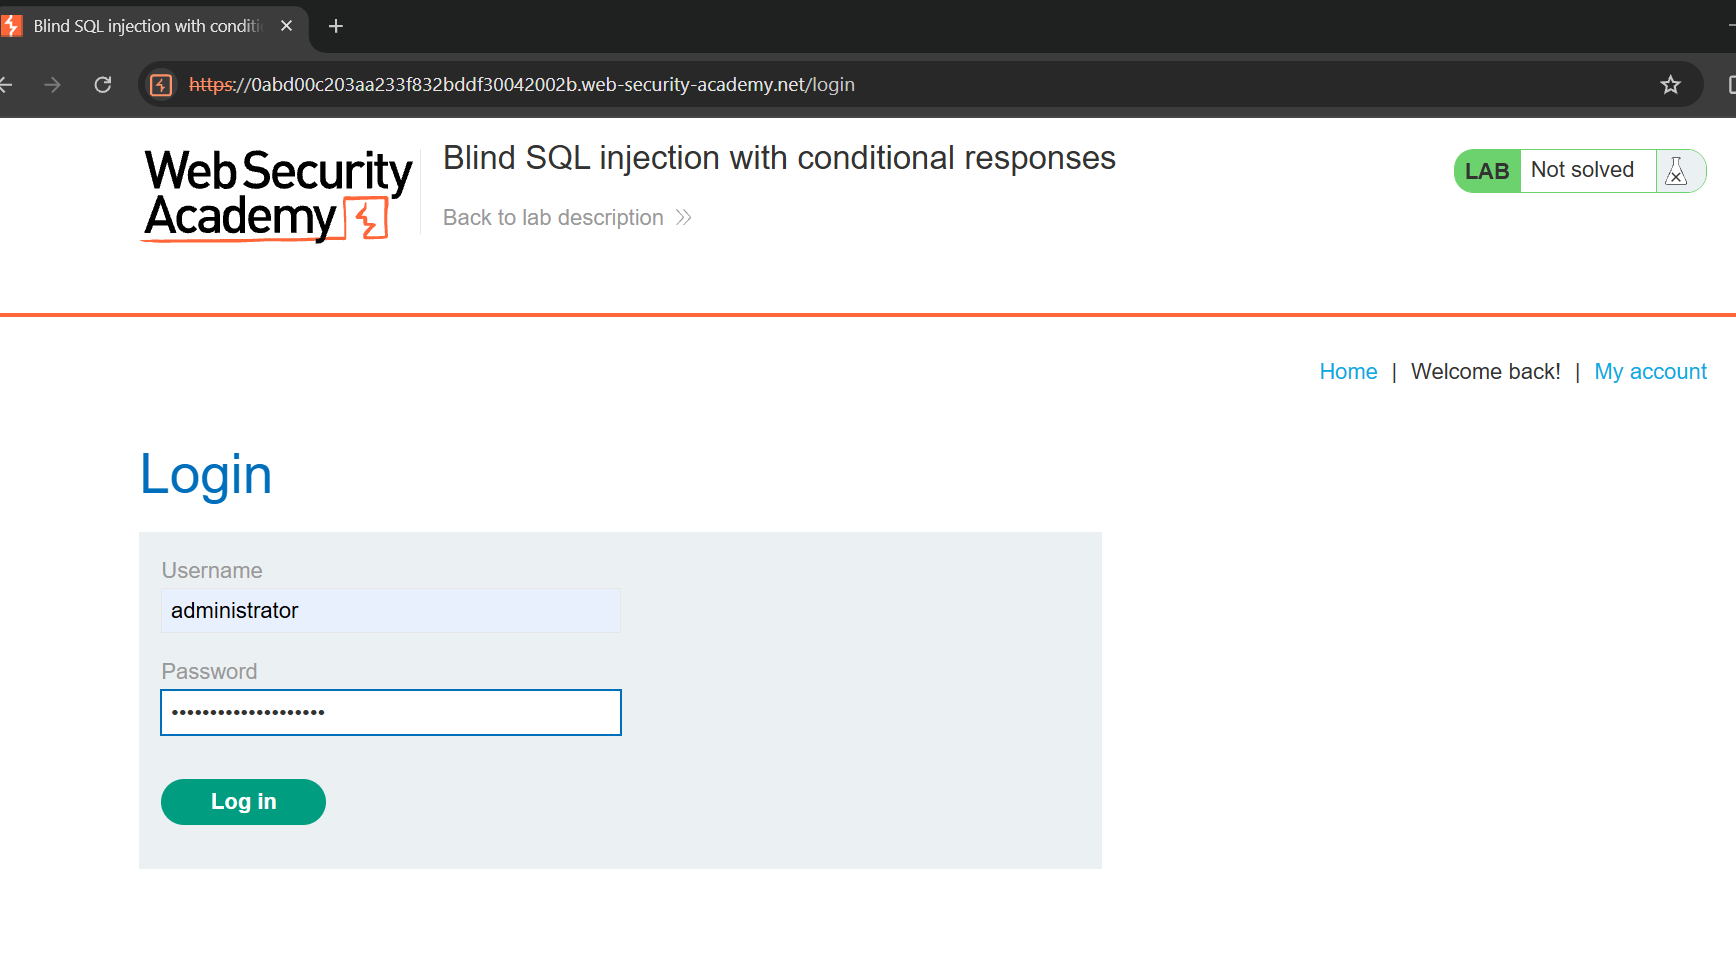 Blind SQL injection with conditi
https://0abd00c203aa233f832bddf30042002b.web-security-academy.net/login
Web Security
Academy
Blind SQL injection with conditional responses
Back to lab description
LAB Not solved
Home | Welcome back! | My account
Login
Username
administrator
Password
••••••••••••••••••••
Log in